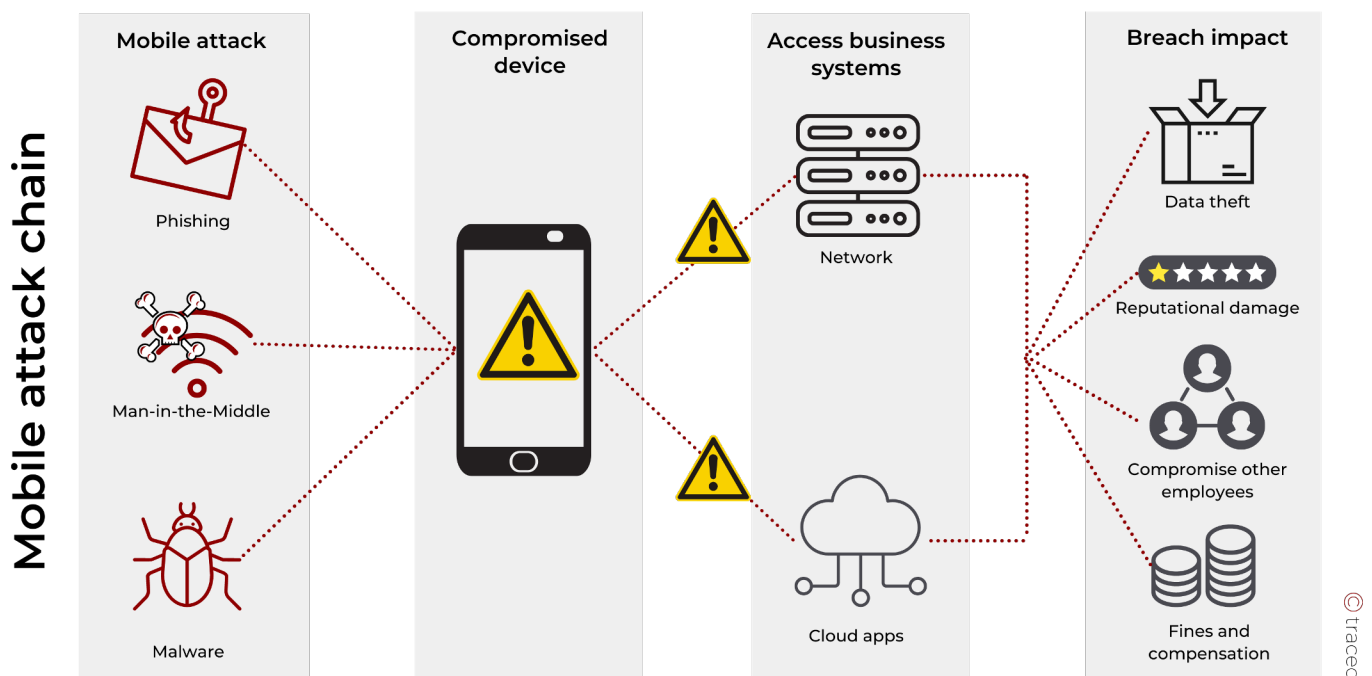 Mobile attack chain
Mobile attack
Phishing
Man-in-the-Middle
Malware
Compromised
device
Access business
systems
Network
Cloud apps
Breach impact
Data theft
Reputational damage
Compromise other
employees
Fines and
compensation
© traced